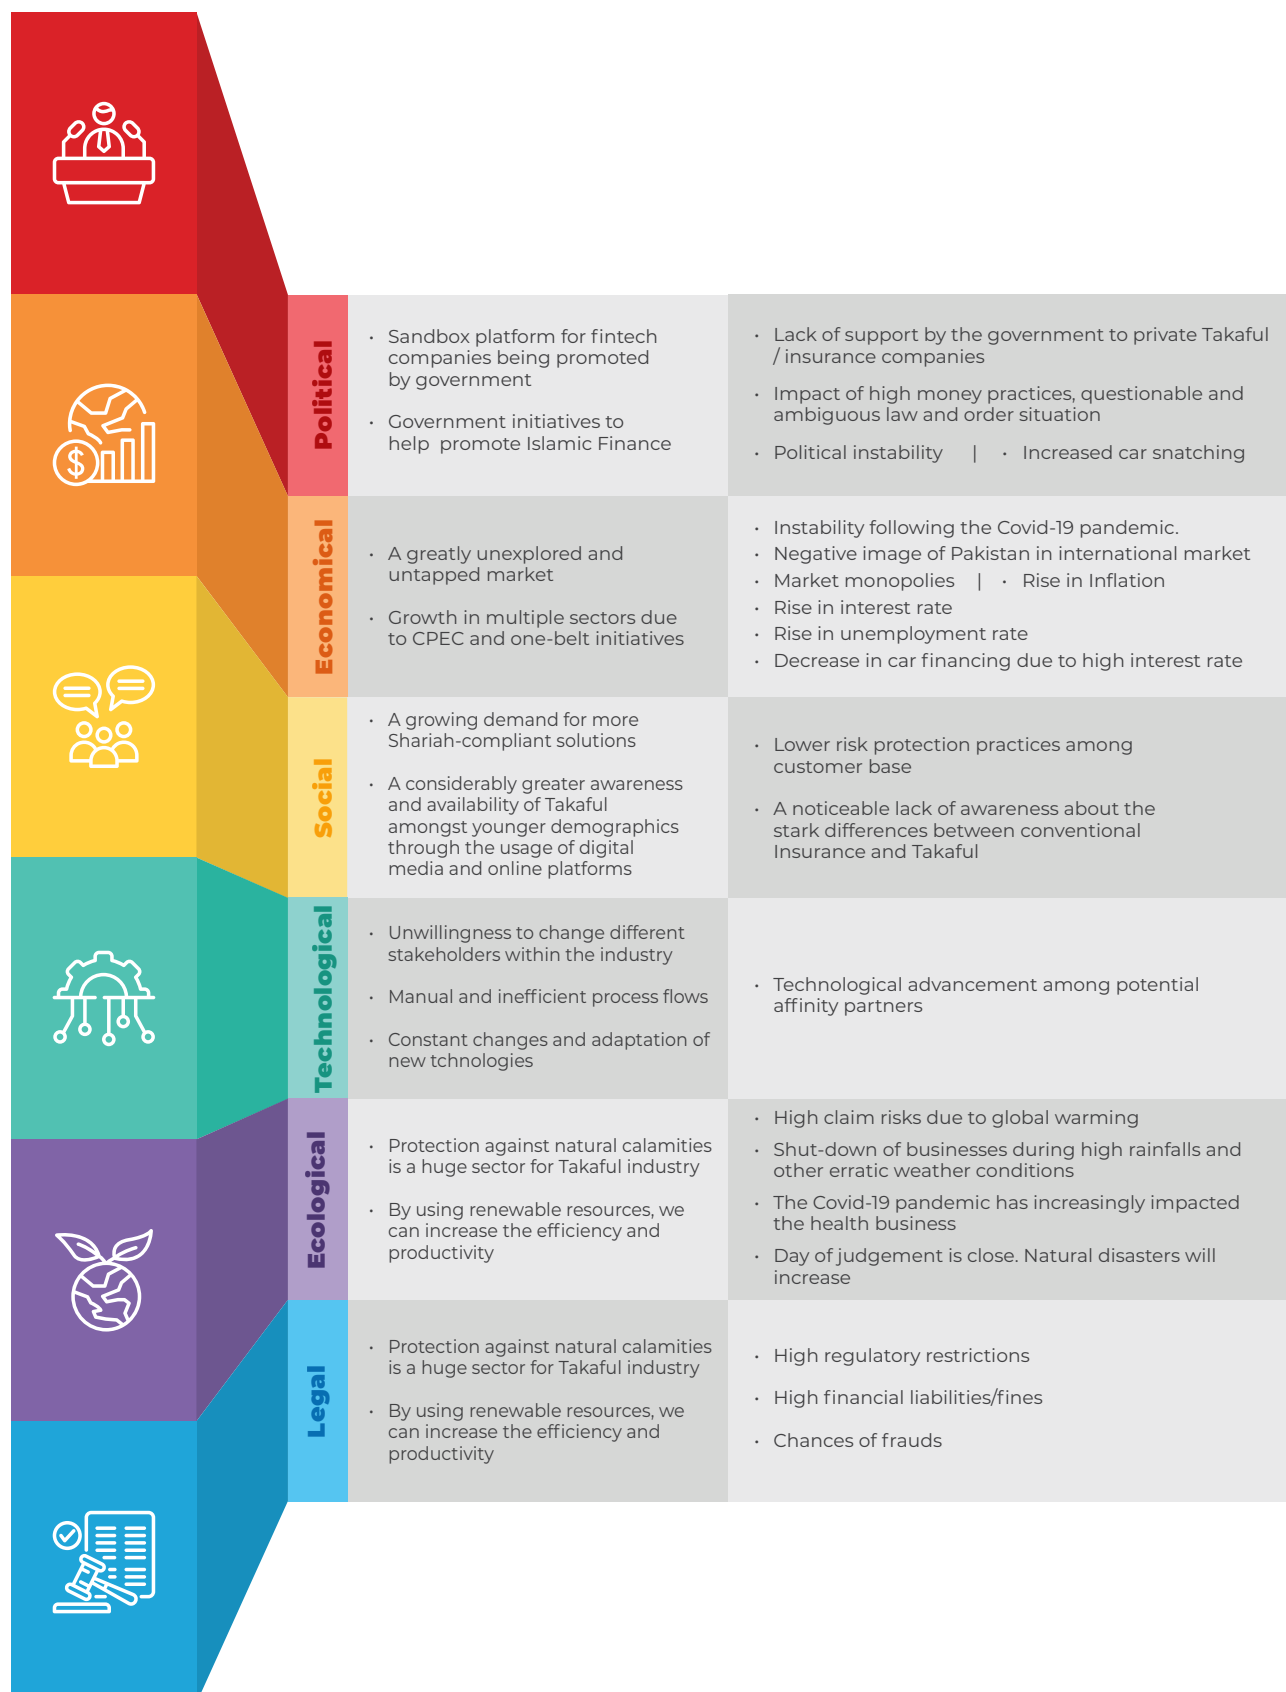 Political
• Sandbox platform for fintech
companies being promoted
by government
• Government initiatives to
help promote Islamic Finance
• Lack of support by the government to private Takaful
/ insurance companies
• Impact of high money practices, questionable and
ambiguous law and order situation
• Political instability | • Increased car snatching
Economical
• A greatly unexplored and
untapped market
• Growth in multiple sectors due
to CPEC and one-belt initiatives
• Instability following the Covid-19 pandemic.
• Negative image of Pakistan in international market
• Market monopolies | • Rise in Inflation
• Rise in interest rate
• Rise in unemployment rate
• Decrease in car financing due to high interest rate
Social
• A growing demand for more
Shariah-compliant solutions
• A considerably greater awareness
and availability of Takaful
amongst younger demographics
through the usage of digital
media and online platforms
• Lower risk protection practices among
customer base
• A noticeable lack of awareness about the
stark differences between conventional
Insurance and Takaful
Technological
• Unwillingness to change different
stakeholders within the industry
• Manual and inefficient process flows
• Constant changes and adaptation of
new tchnologies
• Technological advancement among potential
affinity partners
Ecological
• Protection against natural calamities
is a huge sector for Takaful industry
• By using renewable resources, we
can increase the efficiency and
productivity
• High claim risks due to global warming
• Shut-down of businesses during high rainfalls and
other erratic weather conditions
• The Covid-19 pandemic has increasingly impacted
the health business
• Day of judgement is close. Natural disasters will
increase
Legal
• Protection against natural calamities
is a huge sector for Takaful industry
• By using renewable resources, we
can increase the efficiency and
productivity
• High regulatory restrictions
• High financial liabilities/fines
• Chances of frauds